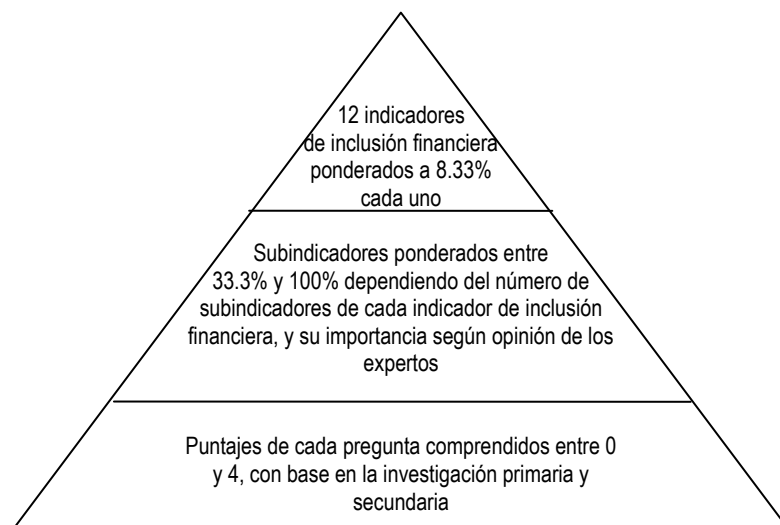 12 indicadores
de inclusión financiera
ponderados a 8.33%
cada uno
Subindicadores ponderados entre
33.3% y 100% dependiendo del número de
subindicadores de cada indicador de inclusión
financiera, y su importancia según opinión de los
expertos
Puntajes de cada pregunta comprendidos entre 0
y 4, con base en la investigación primaria y
secundaria